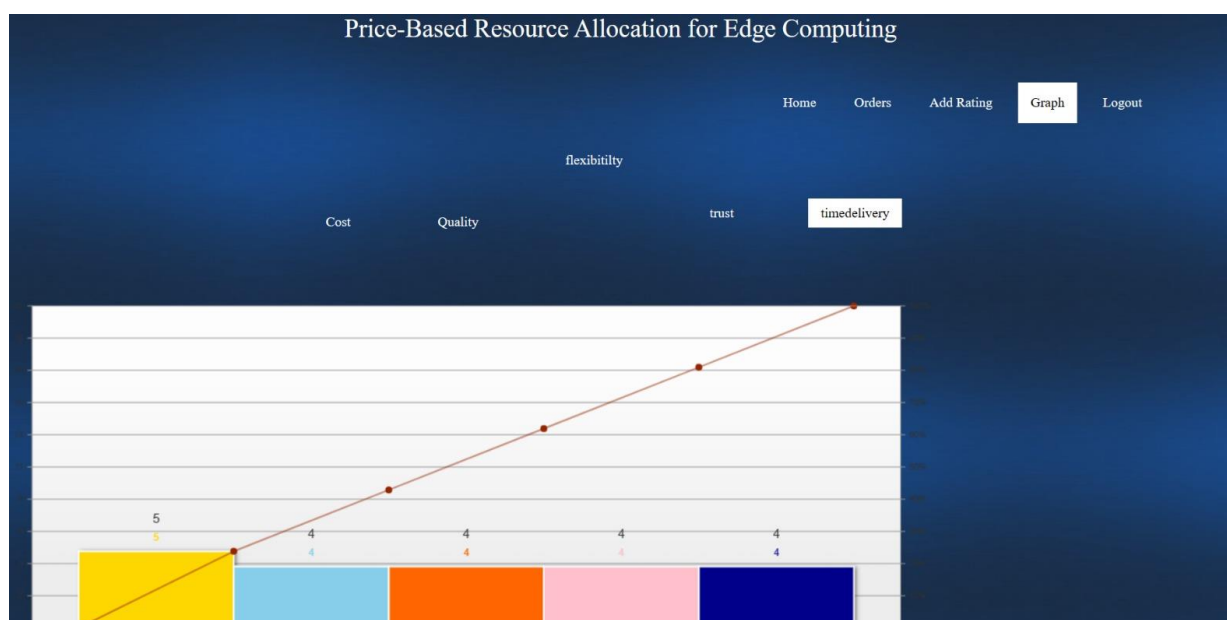 Price-Based Resource Allocation for Edge Computing
Home Orders Add Rating Graph Logout
flexibitilty
Cost Quality trust timedelivery
5
5
4 4 4 4
4 4 4 4